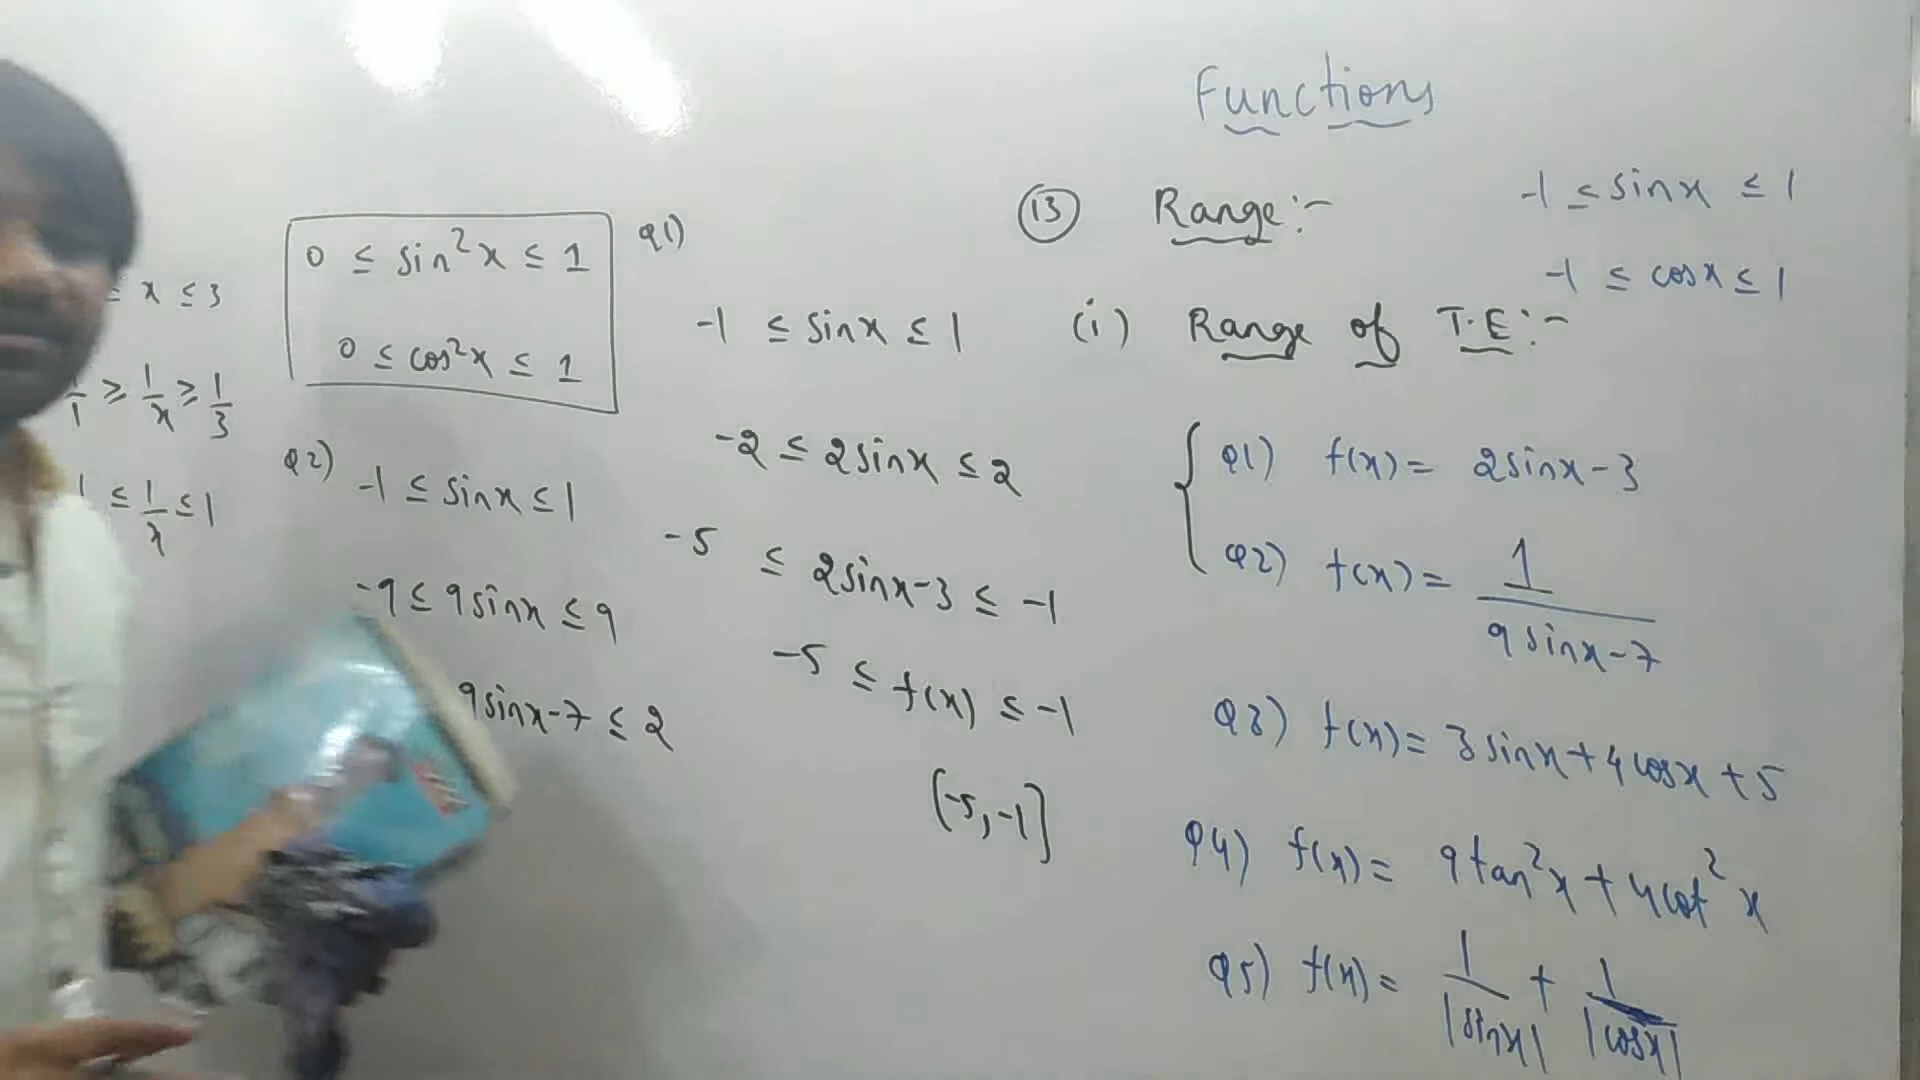 Functions
(13) Range:-
-1 ≤ sinx ≤ 1
-1 ≤ cosx ≤ 1
(i) Range of T.E:-
Q1) f(x) = 2sinx-3
Q2) f(x) = 1/(9sinx-7)
Q3) f(x) = 3sinx+4cosx+5
Q4) f(x) = 9tan²x+4cot²x
Q5) f(x) = 1/|sinx| + 1/|cosx|
Q1)
-1 ≤ sinx ≤ 1
-2 ≤ 2sinx ≤ 2
-5 ≤ 2sinx-3 ≤ -1
-5 ≤ f(x) ≤ -1
[-5,-1]
0 ≤ sin²x ≤ 1
0 ≤ cos²x ≤ 1
Q2) -1 ≤ sinx ≤ 1
-9 ≤ 9sinx ≤ 9
9sinx-7 ≤ 2
≤ x ≤ 3
1 ≥ 1/x ≥ 1/3
≤ 1/x ≤ 1